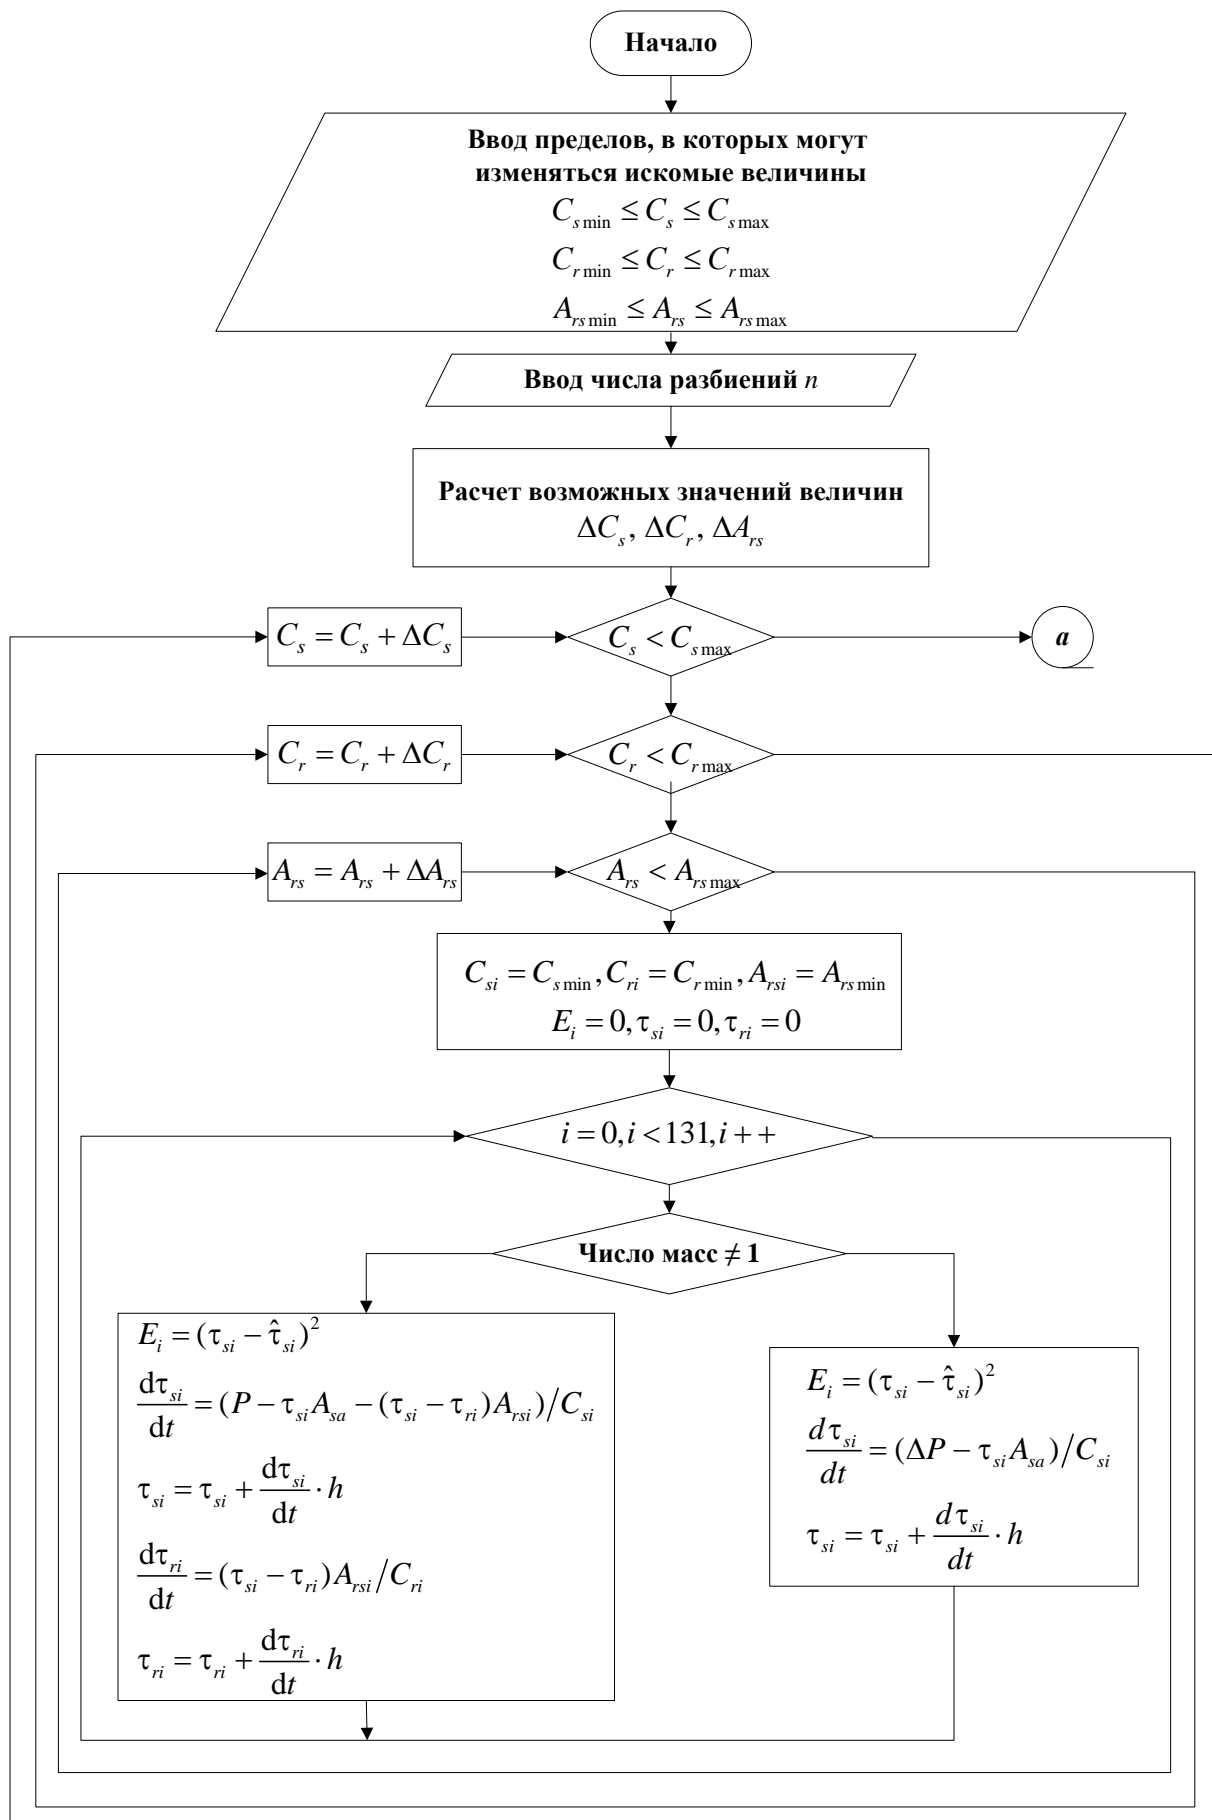 Начало
Ввод пределов, в которых могут
изменяться искомые величины
C_{s min} ≤ C_s ≤ C_{s max}
C_{r min} ≤ C_r ≤ C_{r max}
A_{rs min} ≤ A_{rs} ≤ A_{rs max}
Ввод числа разбиений n
Расчет возможных значений величин
ΔC_s, ΔC_r, ΔA_{rs}
C_s = C_s + ΔC_s
C_s < C_{s max}
a
C_r = C_r + ΔC_r
C_r < C_{r max}
A_{rs} = A_{rs} + ΔA_{rs}
A_{rs} < A_{rs max}
C_{si} = C_{s min}, C_{ri} = C_{r min}, A_{rsi} = A_{rs min}
E_i = 0, τ_{si} = 0, τ_{ri} = 0
i = 0, i < 131, i ++
Число масс ≠ 1
E_i = (τ_{si} − τ̂_{si})^2
dτ_{si}/dt = (P − τ_{si}A_{sa} − (τ_{si} − τ_{ri})A_{rsi})/C_{si}
τ_{si} = τ_{si} + dτ_{si}/dt · h
dτ_{ri}/dt = (τ_{si} − τ_{ri})A_{rsi}/C_{ri}
τ_{ri} = τ_{ri} + dτ_{ri}/dt · h
E_i = (τ_{si} − τ̂_{si})^2
dτ_{si}/dt = (ΔP − τ_{si}A_{sa})/C_{si}
τ_{si} = τ_{si} + dτ_{si}/dt · h